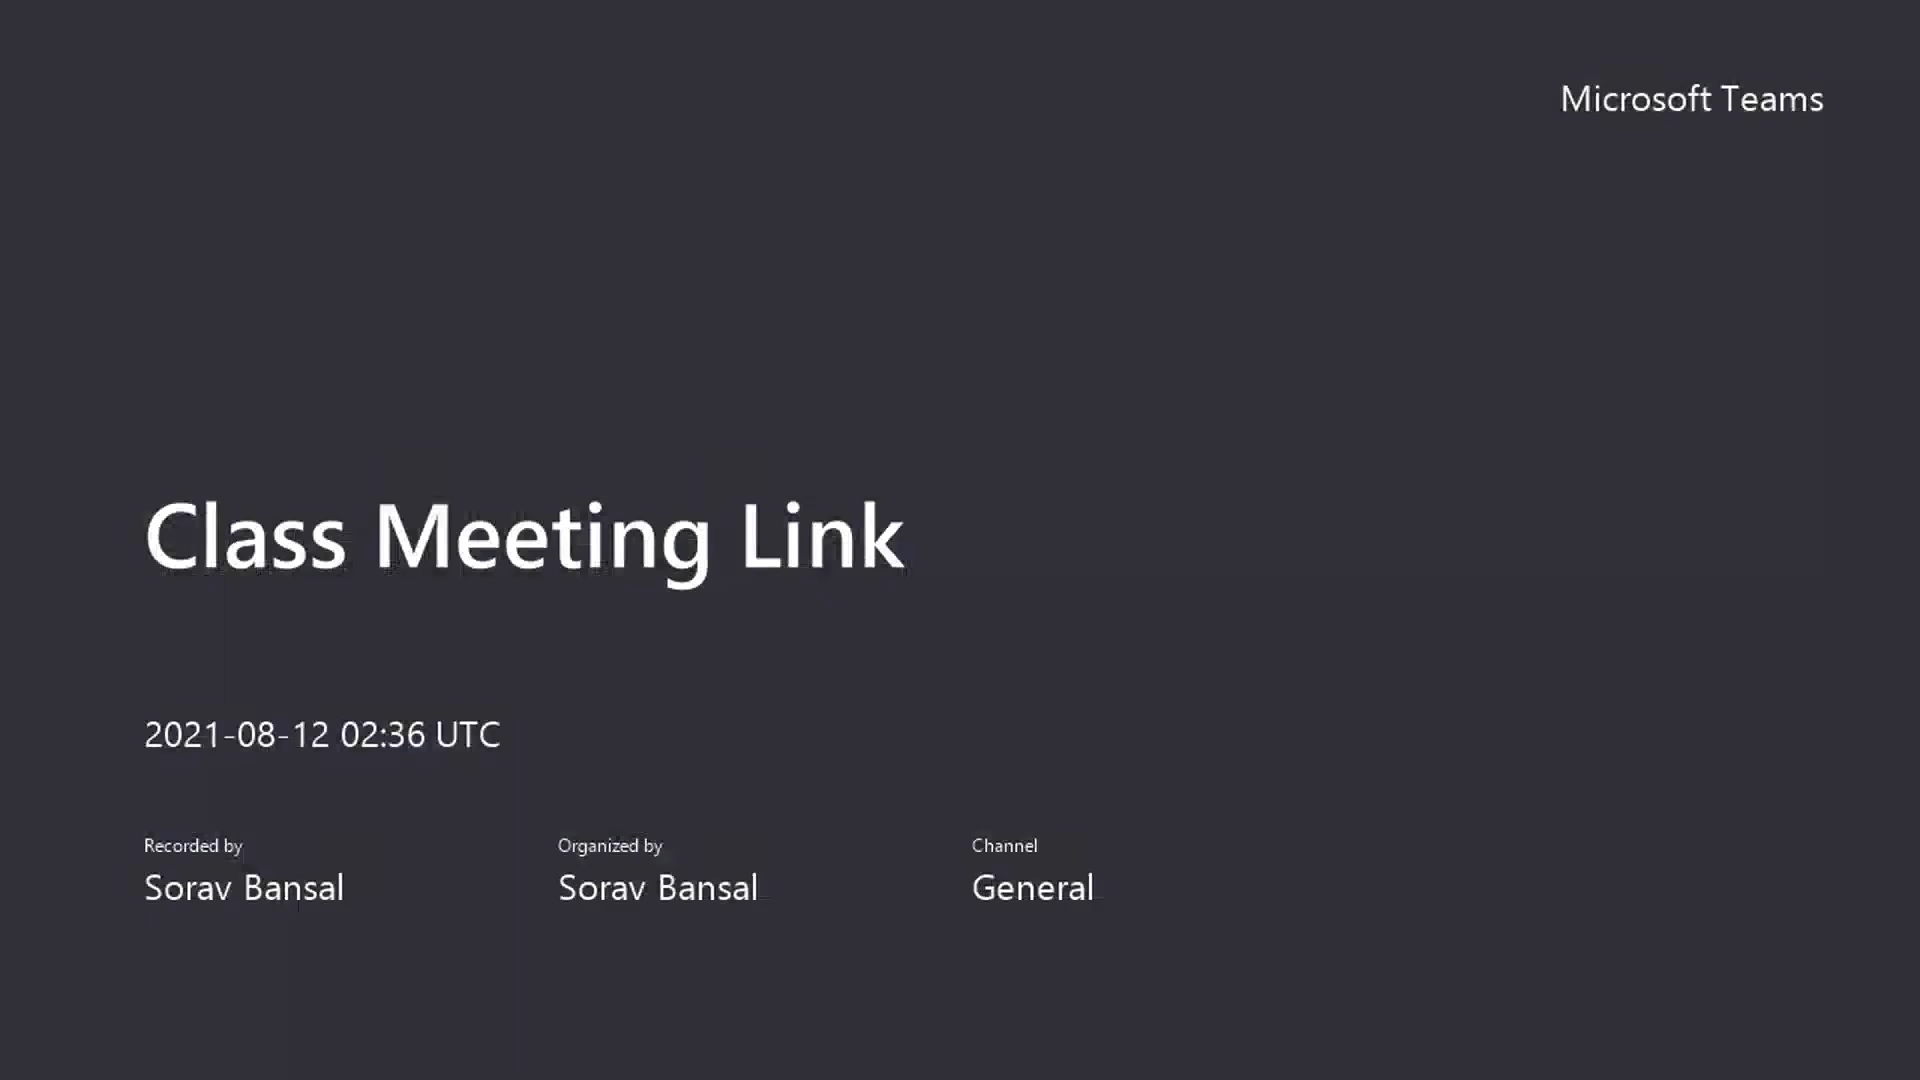 Microsoft Teams
Class Meeting Link
2021-08-12 02:36 UTC
Recorded by
Sorav Bansal
Organized by
Sorav Bansal
Channel
General